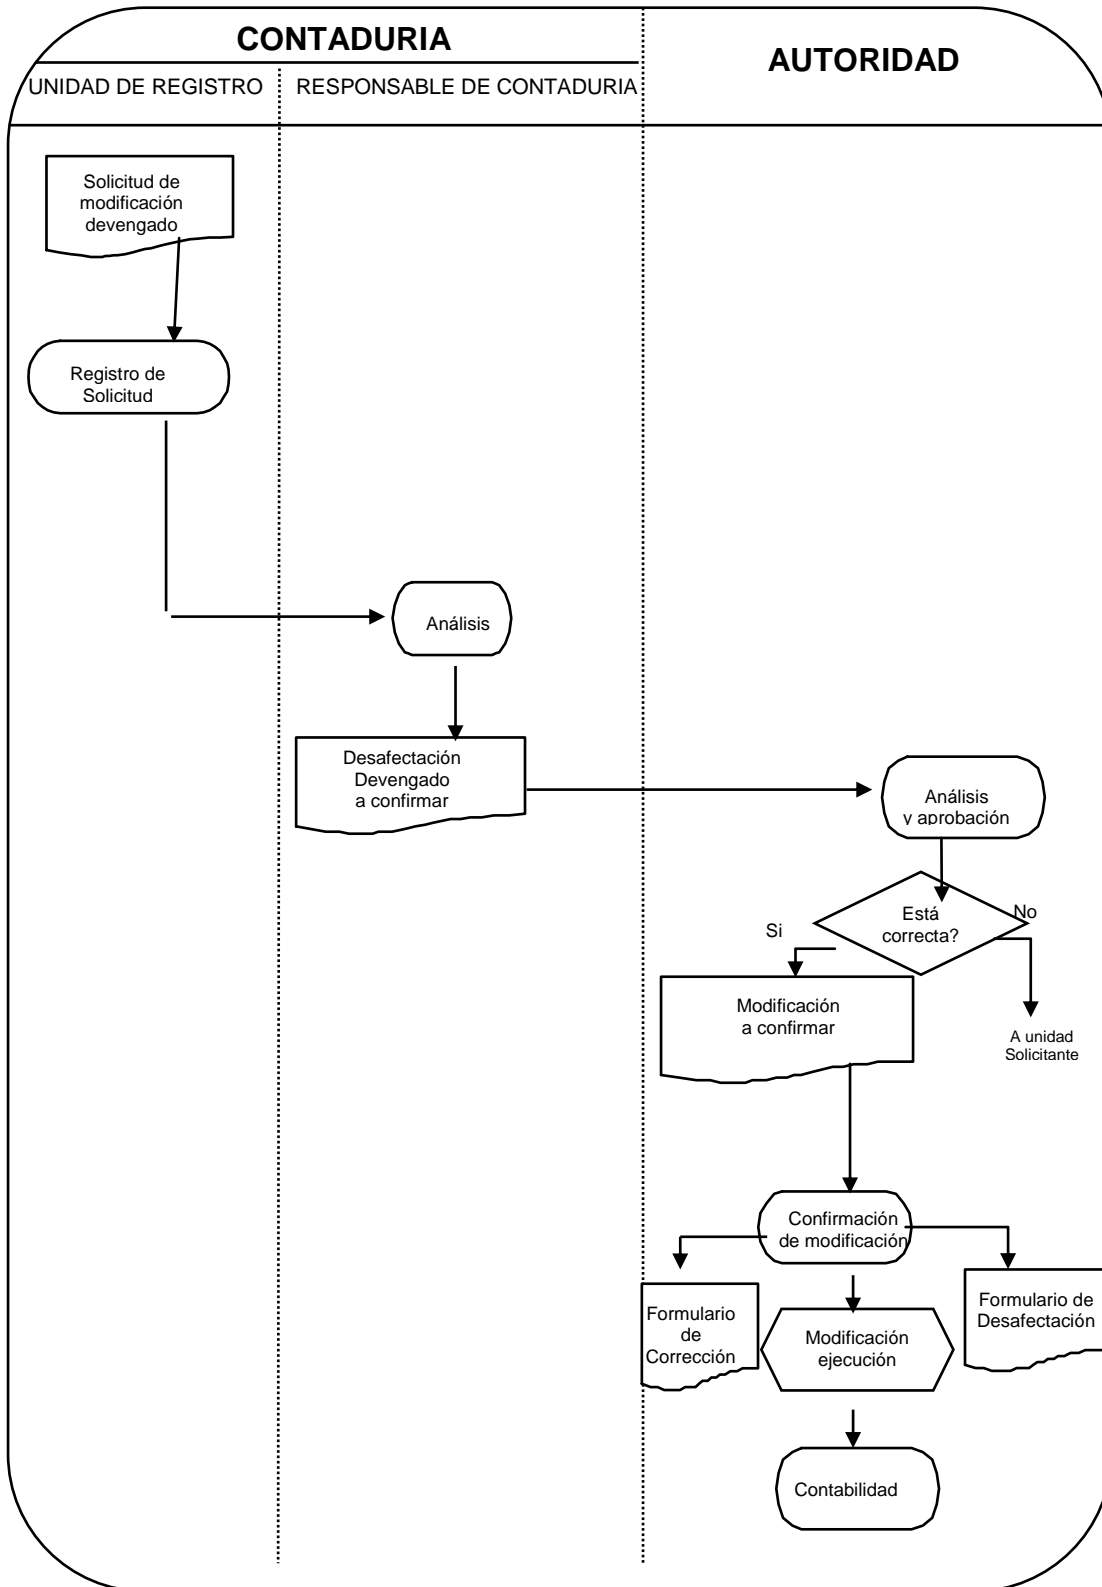 CONTADURIA
AUTORIDAD
UNIDAD DE REGISTRO
RESPONSABLE DE CONTADURIA
Solicitud de
modificación
devengado
Registro de
Solicitud
Análisis
Desafectación
Devengado
a confirmar
Análisis
y aprobación
Está
correcta?
Si
No
Modificación
a confirmar
A unidad
Solicitante
Confirmación
de modificación
Formulario
de
Corrección
Modificación
ejecución
Formulario de
Desafectación
Contabilidad